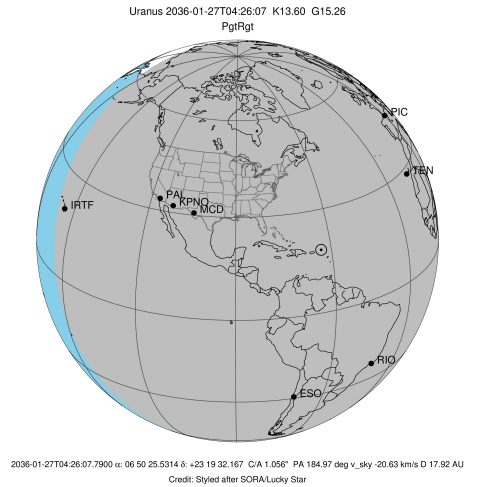 Uranus 2036-01-27T04:26:07 K13.60 G15.26
PgtRgt
PIC
TEN
PAL
KPNO
IRTF
MCD
RIO
ESO
2036-01-27T04:26:07.7900 α: 06 50 25.5314 δ: +23 19 32.167 C/A 1.056" PA 184.97 deg v_sky -20.63 km/s D 17.92 AU
Credit: Styled after SORA/Lucky Star